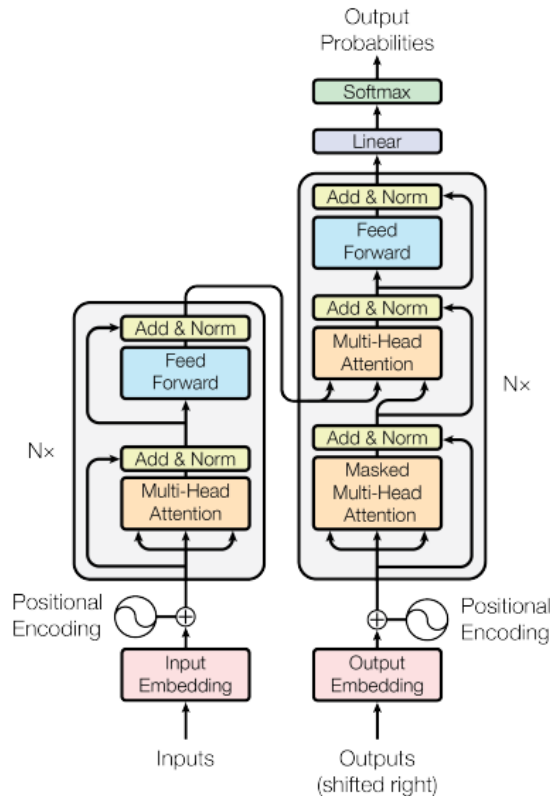 Output
Probabilities
Softmax
Linear
Add & Norm
Feed
Forward
Add & Norm
Multi-Head
Attention
Nx
Add & Norm
Masked
Multi-Head
Attention
Add & Norm
Feed
Forward
Nx
Add & Norm
Multi-Head
Attention
Positional
Encoding
Positional
Encoding
Input
Embedding
Output
Embedding
Inputs
Outputs
(shifted right)